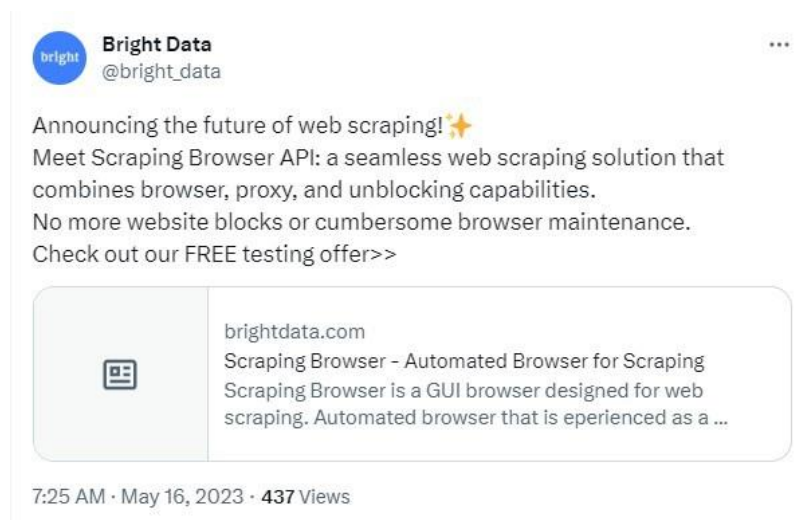 bright
Bright Data
@bright_data
Announcing the future of web scraping!✨
Meet Scraping Browser API: a seamless web scraping solution that
combines browser, proxy, and unblocking capabilities.
No more website blocks or cumbersome browser maintenance.
Check out our FREE testing offer>>
brightdata.com
Scraping Browser - Automated Browser for Scraping
Scraping Browser is a GUI browser designed for web
scraping. Automated browser that is eperienced as a ...
7:25 AM · May 16, 2023 · 437 Views